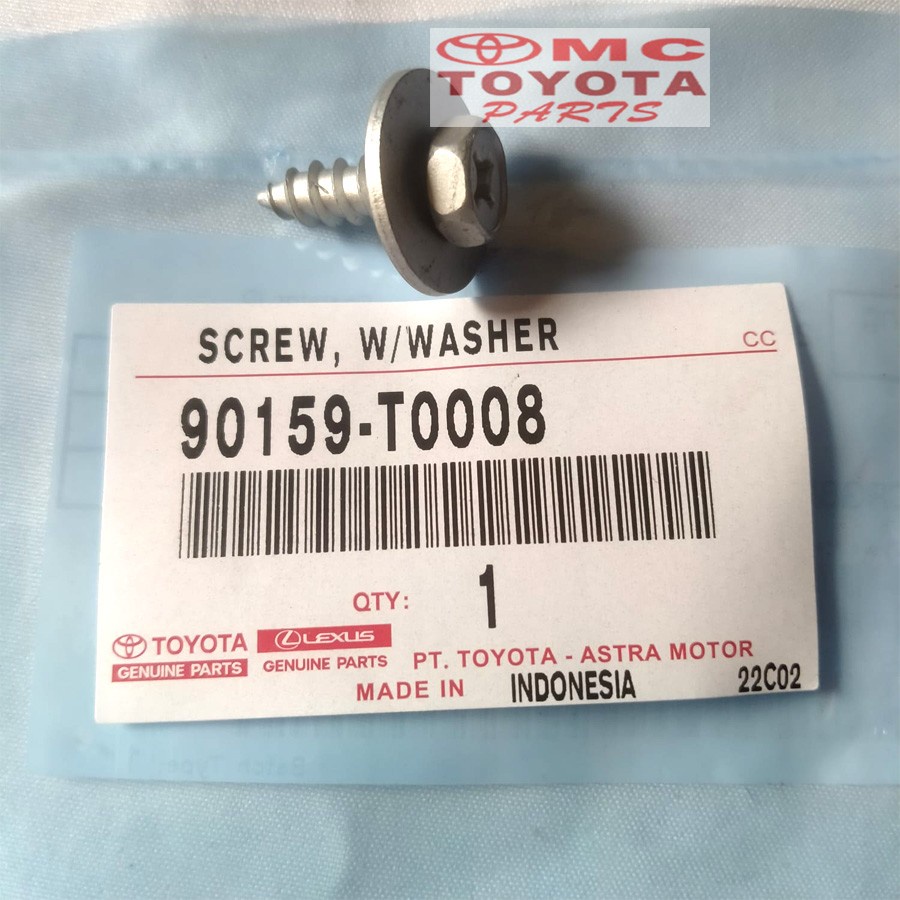 MC
TOYOTA
PARTS
SCREW, W/WASHER
CC
90159-T0008
QTY: 1
TOYOTA
GENUINE PARTS
LEXUS
GENUINE PARTS
PT. TOYOTA - ASTRA MOTOR
MADE IN INDONESIA
22C02